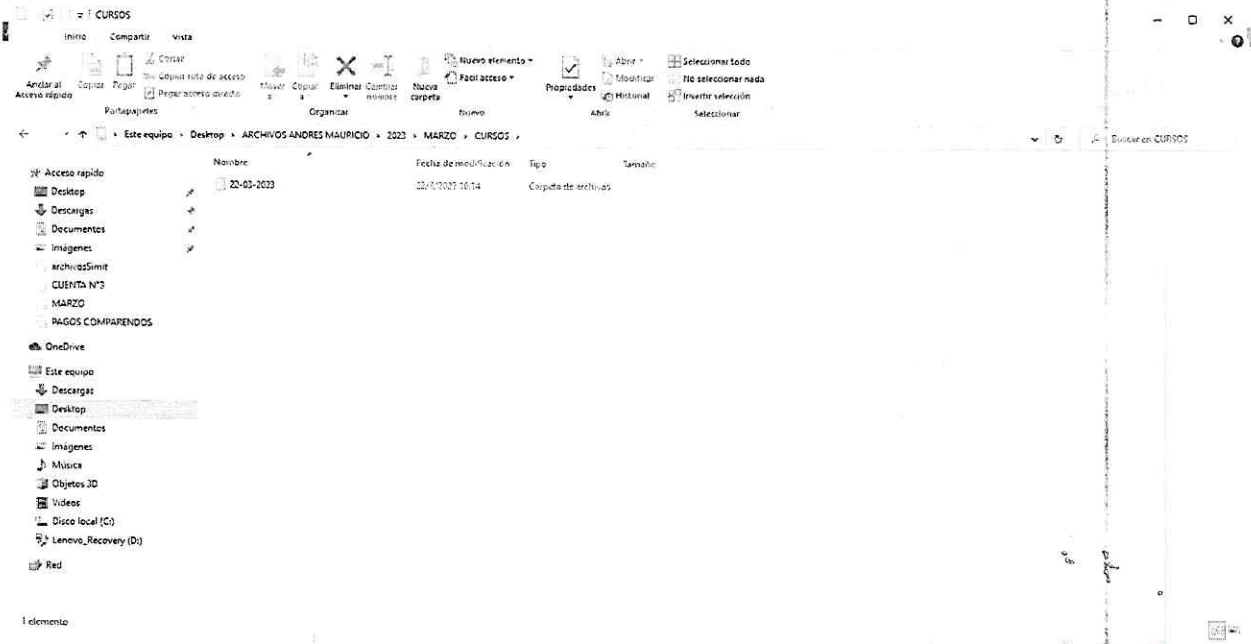 CURSOS
Inicio Compartir Vista
Anclar al Acceso rápido
Copiar Pegar
Cortar
Copiar ruta de acceso
Pegar acceso directo
Portapapeles
Mover a Copiar a Eliminar Cambiar nombre
Organizar
Nueva carpeta
Nuevo elemento
Fácil acceso
Nuevo
Propiedades
Abrir
Modificar
Historial
Abrir
Seleccionar todo
No seleccionar nada
Invertir selección
Seleccionar
Este equipo › Desktop › ARCHIVOS ANDRES MAURICIO › 2023 › MARZO › CURSOS ›
Buscar en CURSOS
Nombre Fecha de modificación Tipo Tamaño
22-03-2023 Carpeta de archivos
Acceso rápido
Desktop
Descargas
Documentos
Imágenes
archivosSimit
CUENTA N°3
MARZO
PAGOS COMPARENDOS
OneDrive
Este equipo
Descargas
Desktop
Documentos
Imágenes
Música
Objetos 3D
Videos
Disco local (C:)
Lenovo_Recovery (D:)
Red
1 elemento